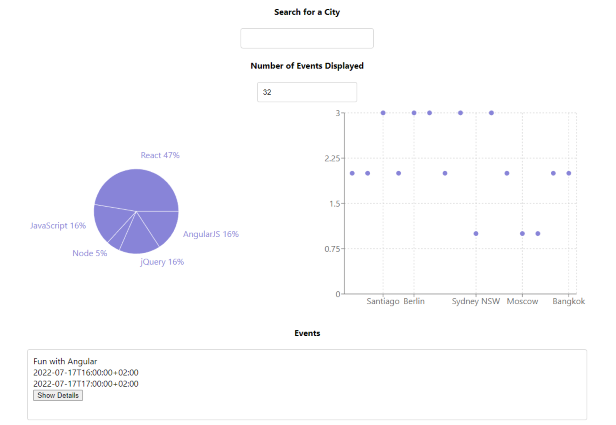 Search for a City
Number of Events Displayed
32
React 47%
JavaScript 16%
Node 5%
jQuery 16%
AngularJS 16%
3
2.25
1.5
0.75
0
Santiago Berlin Sydney NSW Moscow Bangkok
Events
Fun with Angular
2022-07-17T16:00:00+02:00
2022-07-17T17:00:00+02:00
Show Details